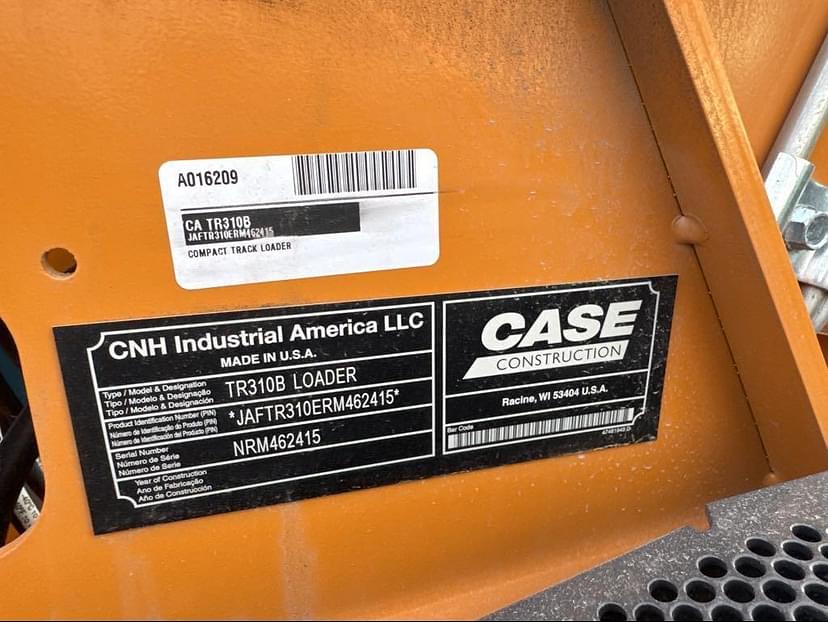 A016209
CA TR310B
JAFTR310ERM462415
COMPACT TRACK LOADER
CNH Industrial America LLC
MADE IN U.S.A.
Type / Model & Designation
Tipo / Modelo & Designação
Tipo / Modelo & Designación
TR310B LOADER
Product Identification Number (PIN)
Número de Identificação do Produto (PIN)
Número de Identificación del Producto (PIN)
*JAFTR310ERM462415*
Serial Number
Número de Série
Número de Serie
NRM462415
Year of Construction
Ano de Fabricação
Año de Construcción
CASE
CONSTRUCTION
Racine, WI 53404 U.S.A.
Bar Code